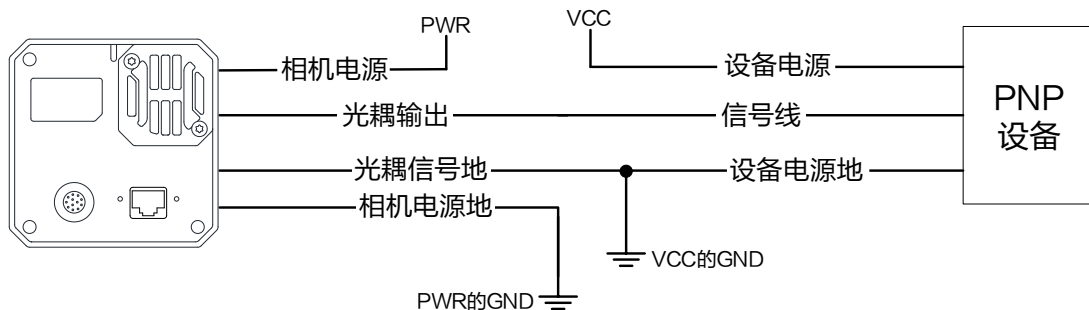 PWR
VCC
相机电源
设备电源
光耦输出
信号线
PNP
设备
光耦信号地
设备电源地
相机电源地
VCC的GND
PWR的GND